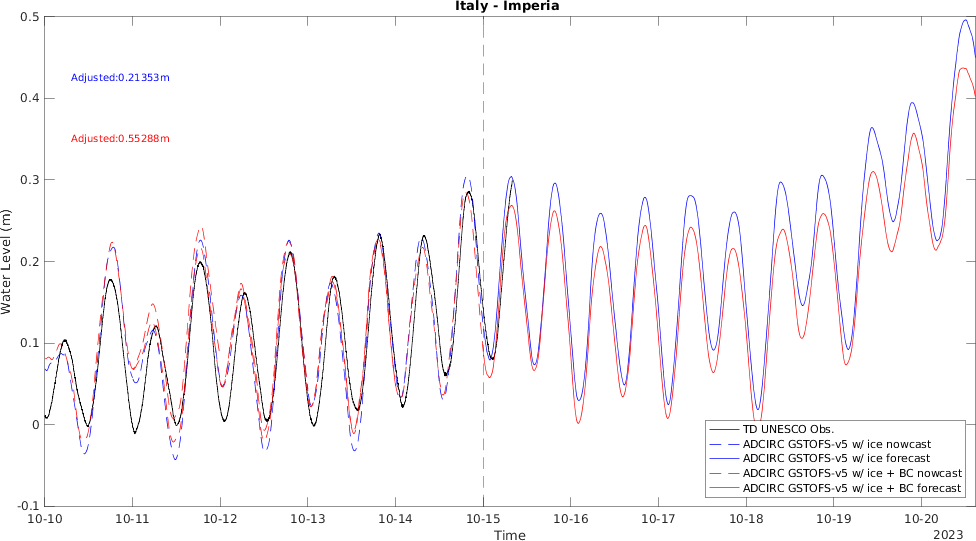 Italy - Imperia
0.5
0.4
0.3
0.2
0.1
0
-0.1
Water Level (m)
Adjusted:0.21353m
Adjusted:0.55288m
TD UNESCO Obs.
ADCIRC GSTOFS-v5 w/ ice nowcast
ADCIRC GSTOFS-v5 w/ ice forecast
ADCIRC GSTOFS-v5 w/ ice + BC nowcast
ADCIRC GSTOFS-v5 w/ ice + BC forecast
10-10 10-11 10-12 10-13 10-14 10-15 10-16 10-17 10-18 10-19 10-20
Time
2023